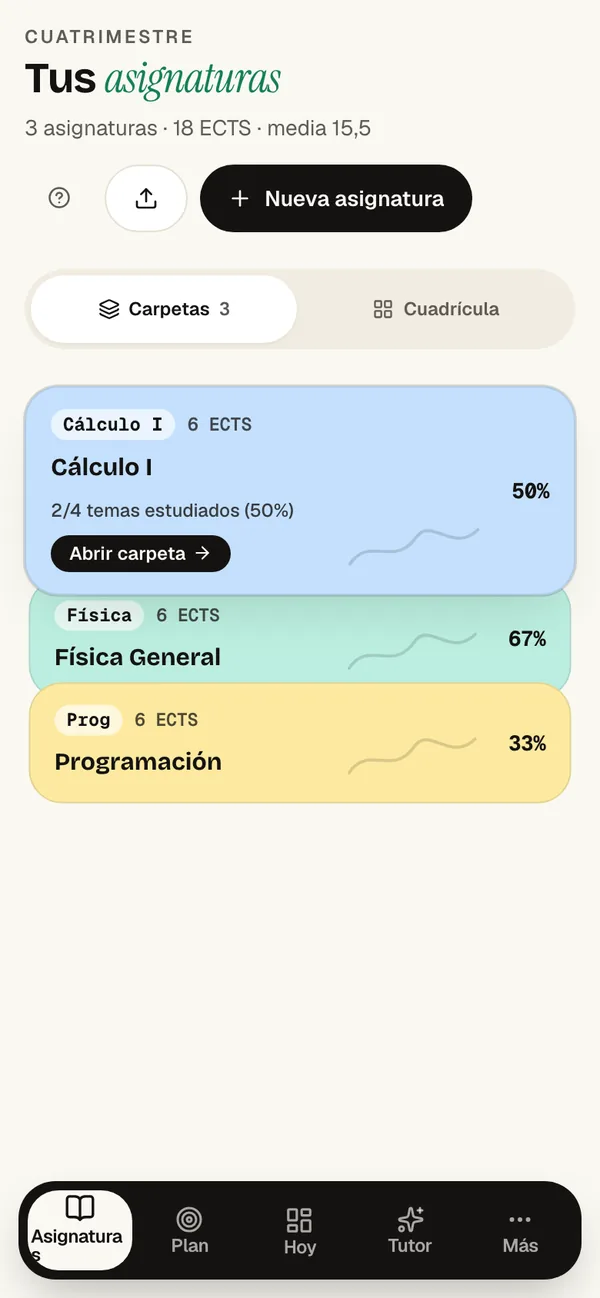 CUATRIMESTRE
Tus asignaturas
3 asignaturas · 18 ECTS · media 15,5
+ Nueva asignatura
Carpetas 3
Cuadrícula
Cálculo I 6 ECTS
Cálculo I
50%
2/4 temas estudiados (50%)
Abrir carpeta →
Física 6 ECTS
67%
Física General
Prog 6 ECTS
33%
Programación
Asignatura
s
Plan
Hoy
Tutor
Más